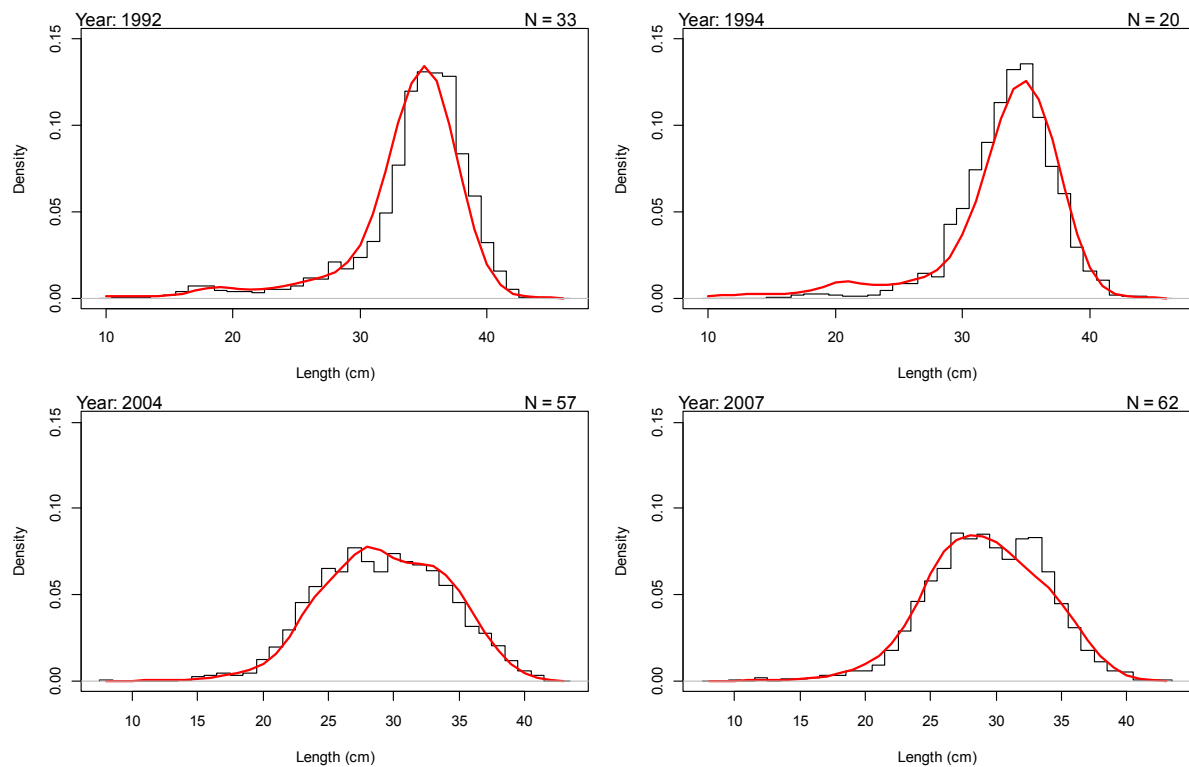 Year: 1992 N = 33
0.15
0.10
0.05
0.00
Density
10 20 30 40
Length (cm)
Year: 1994 N = 20
0.15
0.10
0.05
0.00
Density
10 20 30 40
Length (cm)
Year: 2004 N = 57
0.15
0.10
0.05
0.00
Density
10 15 20 25 30 35 40
Length (cm)
Year: 2007 N = 62
0.15
0.10
0.05
0.00
Density
10 15 20 25 30 35 40
Length (cm)